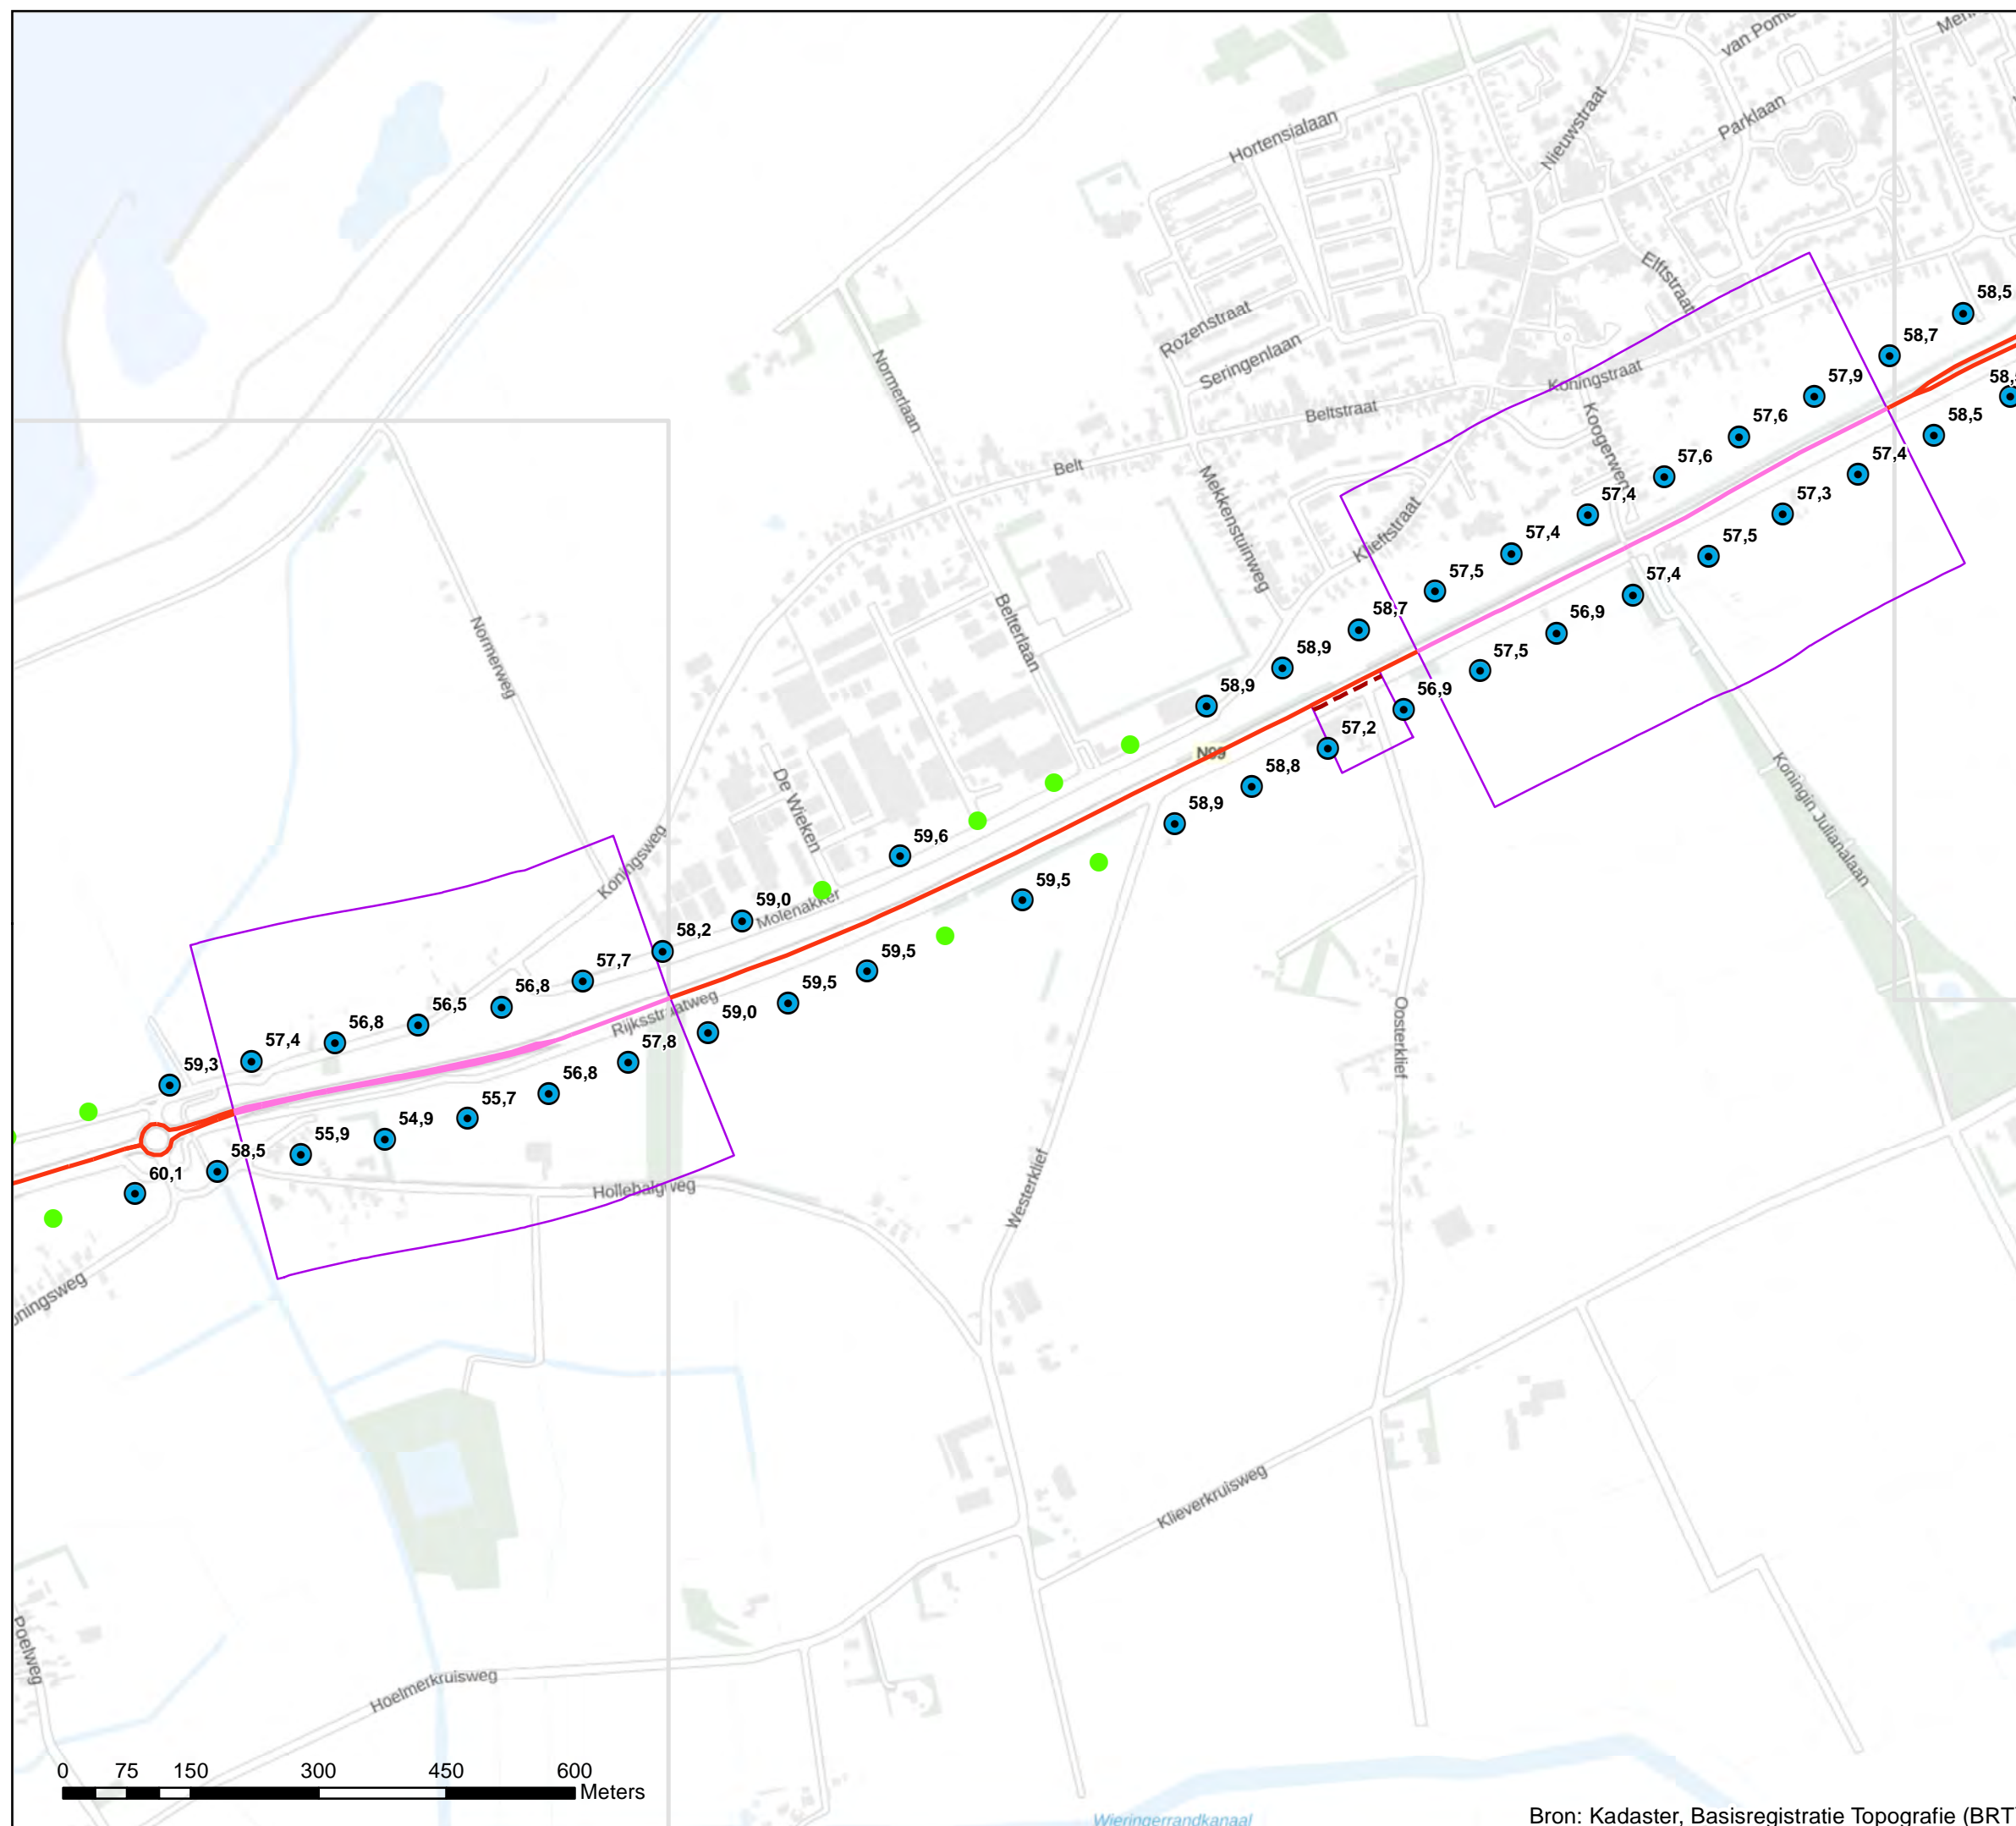 van Pome
Parklaan
Nieuwstraat
Hortensialaan
Elftstraat
58,5
Rozenstraat
58,7
Normerlaan
Seringenlaan
Koningstraat
57,9
58,5
Beltstraat
Koogerweg
57,6
57,4
Belt
57,6
57,3
Mekkenstuinweg
57,4
57,5
Klieftstraat
57,4
57,5
57,4
Belterlaan
58,7
56,9
Normerweg
58,9
57,5
58,9
56,9
57,2
N99
58,8
58,9
Koningin Julianalaan
De Wieken
59,6
Koningsweg
59,5
59,0
Molenakker
58,2
59,5
57,7
59,5
56,8
56,5
Rijksstraatweg
59,0
56,8
57,8
57,4
59,3
56,8
55,7
54,9
55,9
58,5
60,1
Oosterklief
Hollebalgweg
Westerklief
oningsweg
Klieverkruisweg
Poelweg
Hoelmerkruisweg
0 75 150 300 450 600
Meters
Wieringerrandkanaal
Bron: Kadaster, Basisregistratie Topografie (BRT